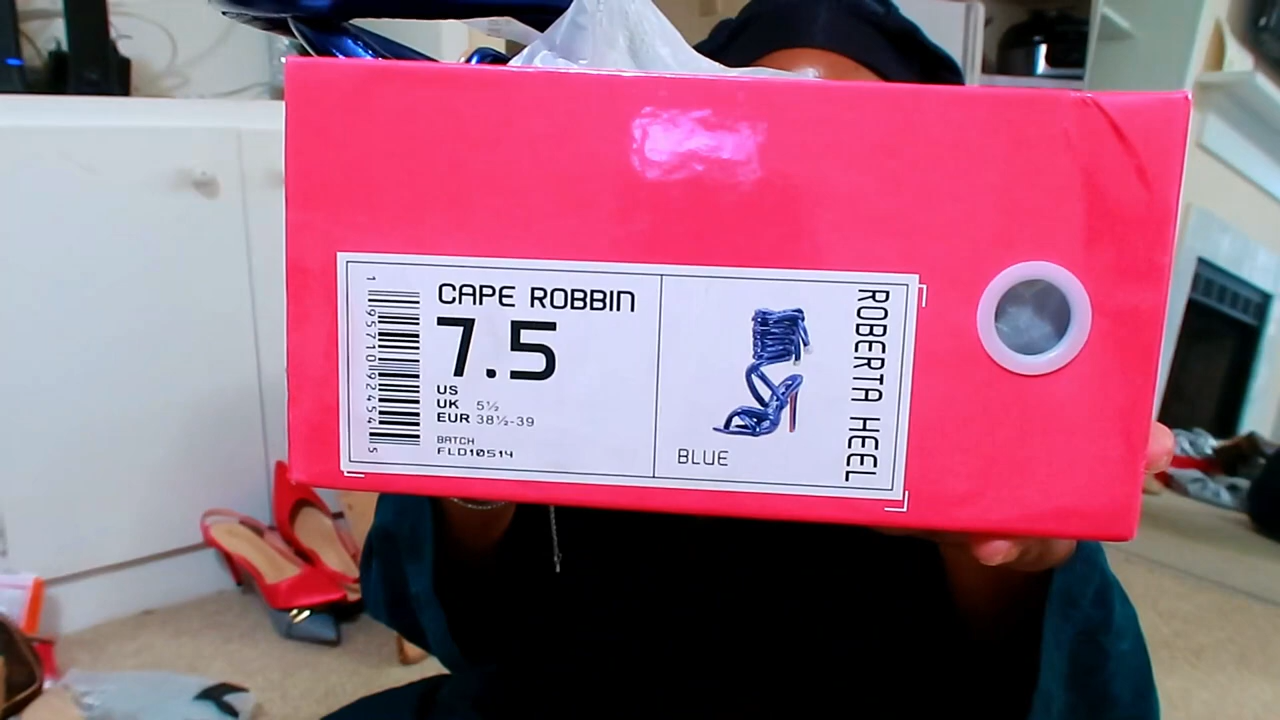 CAPE ROBBIN
7.5
US
UK 5½
EUR 38½-39
BATCH
FLD10514
1 95710 92454 5
BLUE
ROBERTA HEEL